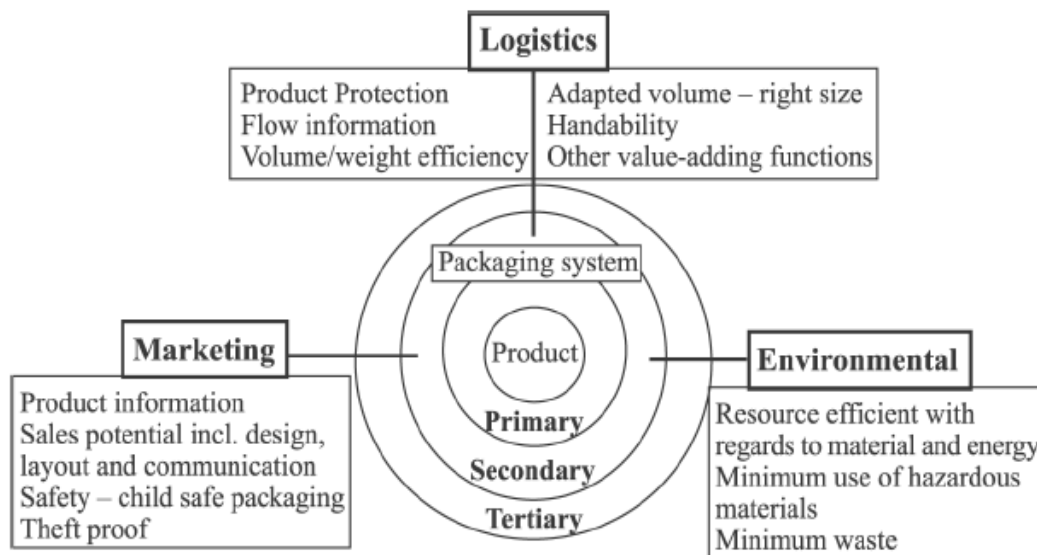 Logistics
Product Protection
Flow information
Volume/weight efficiency
Adapted volume – right size
Handability
Other value-adding functions
Packaging system
Product
Primary
Secondary
Tertiary
Marketing
Product information
Sales potential incl. design,
layout and communication
Safety – child safe packaging
Theft proof
Environmental
Resource efficient with
regards to material and energy
Minimum use of hazardous
materials
Minimum waste